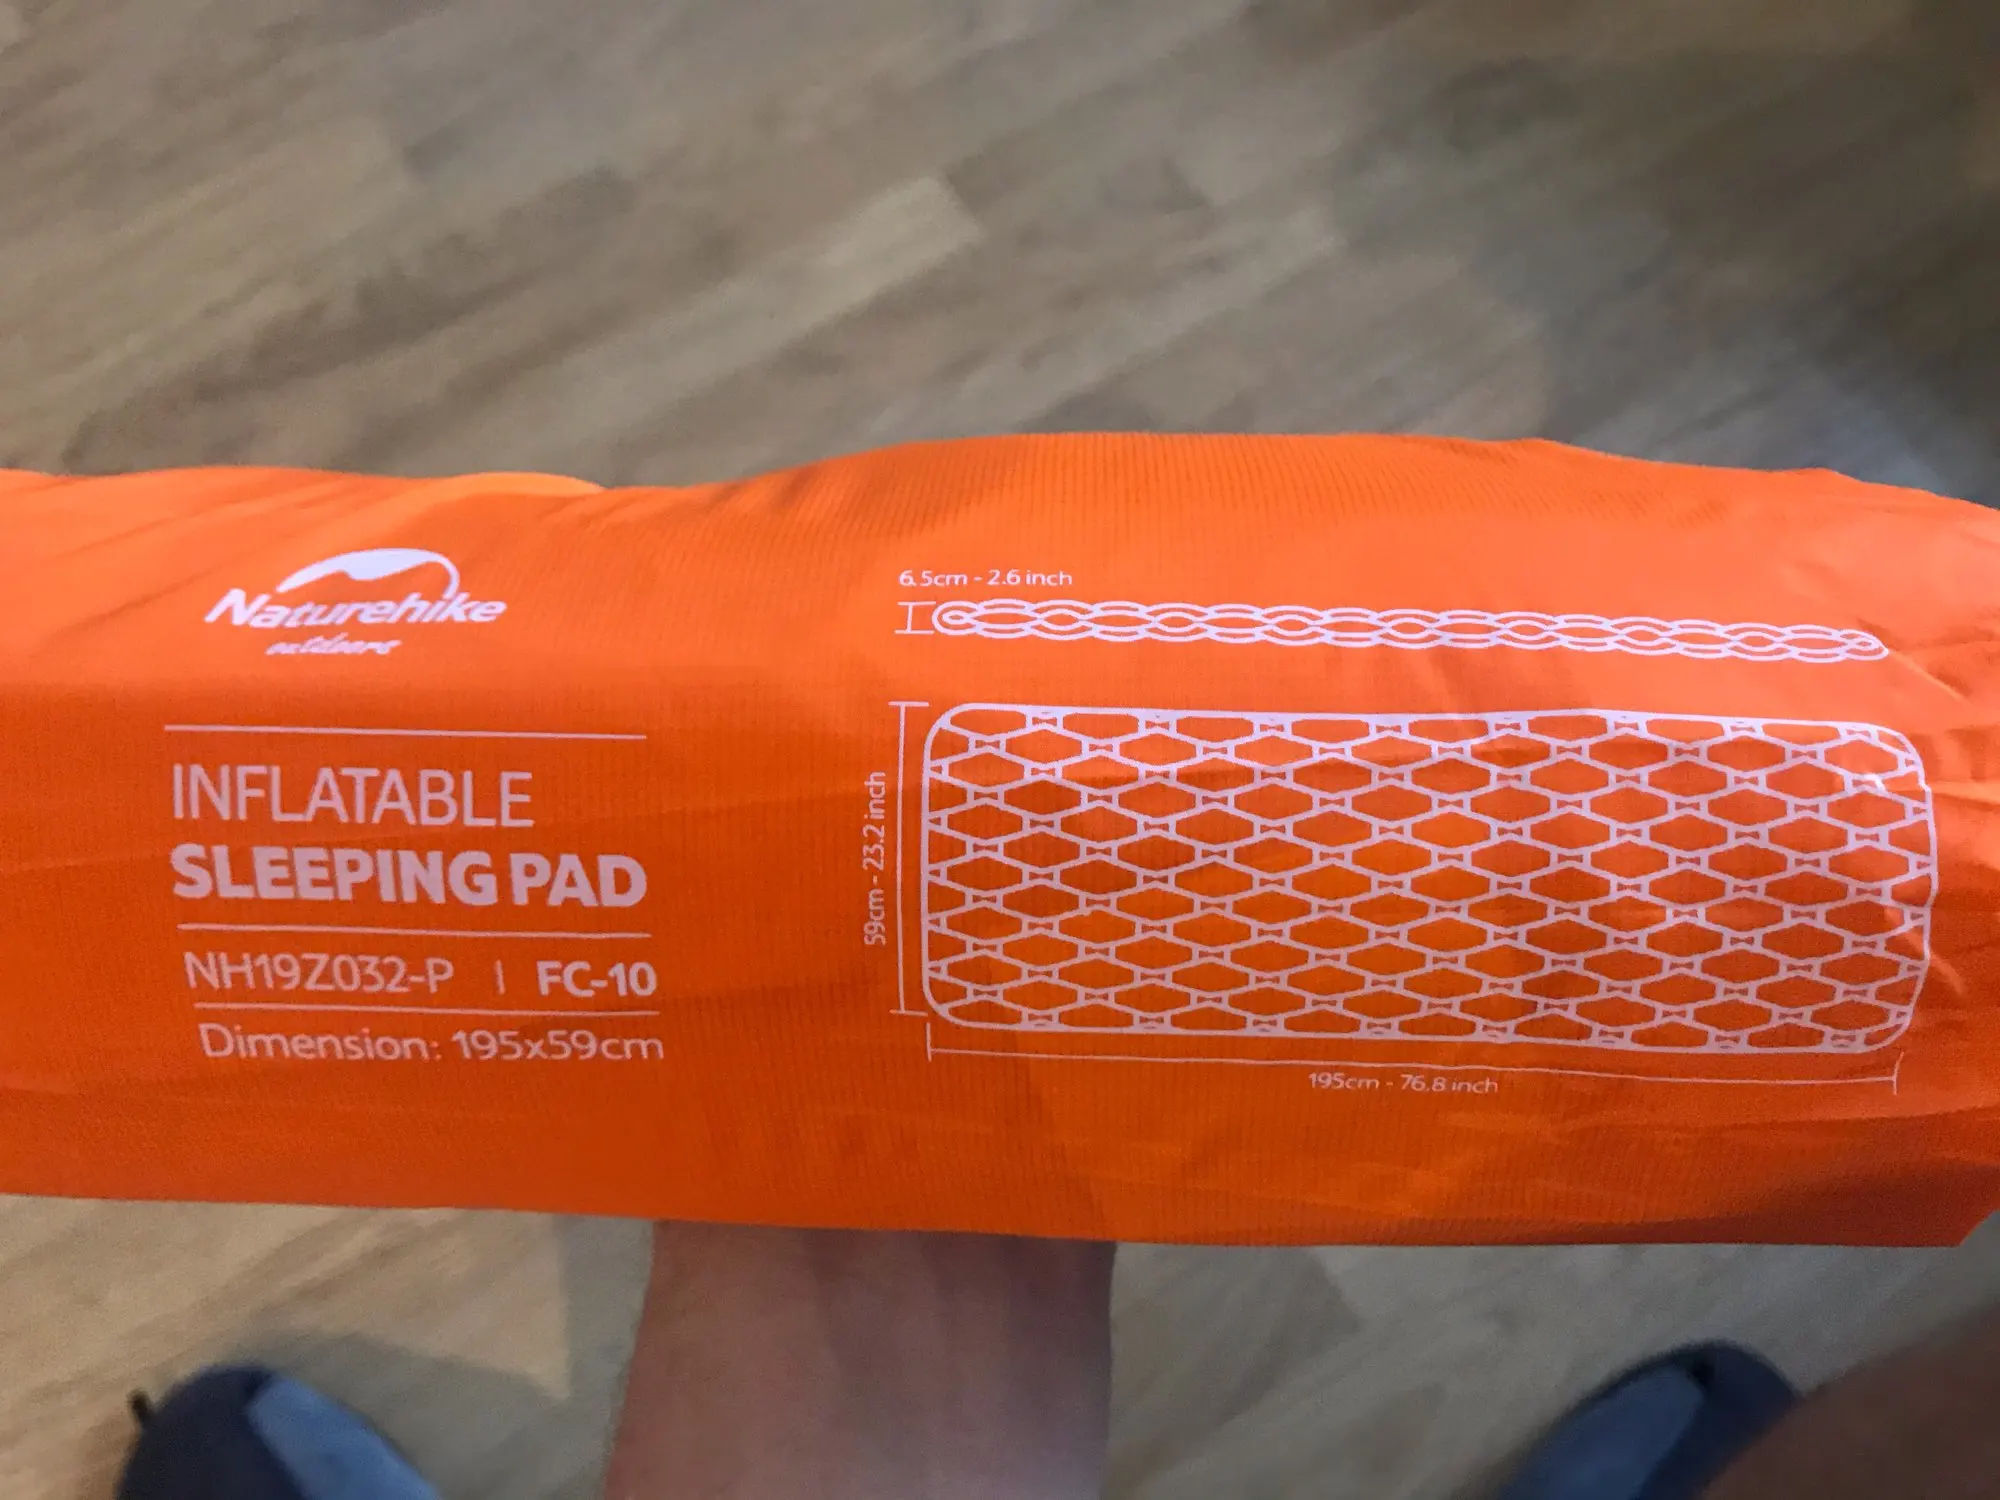 Naturehike
outdoors
INFLATABLE
SLEEPING PAD
NH19Z032-P | FC-10
Dimension: 195x59cm
6.5cm - 2.6 inch
59cm - 23.2 inch
195cm - 76.8 inch